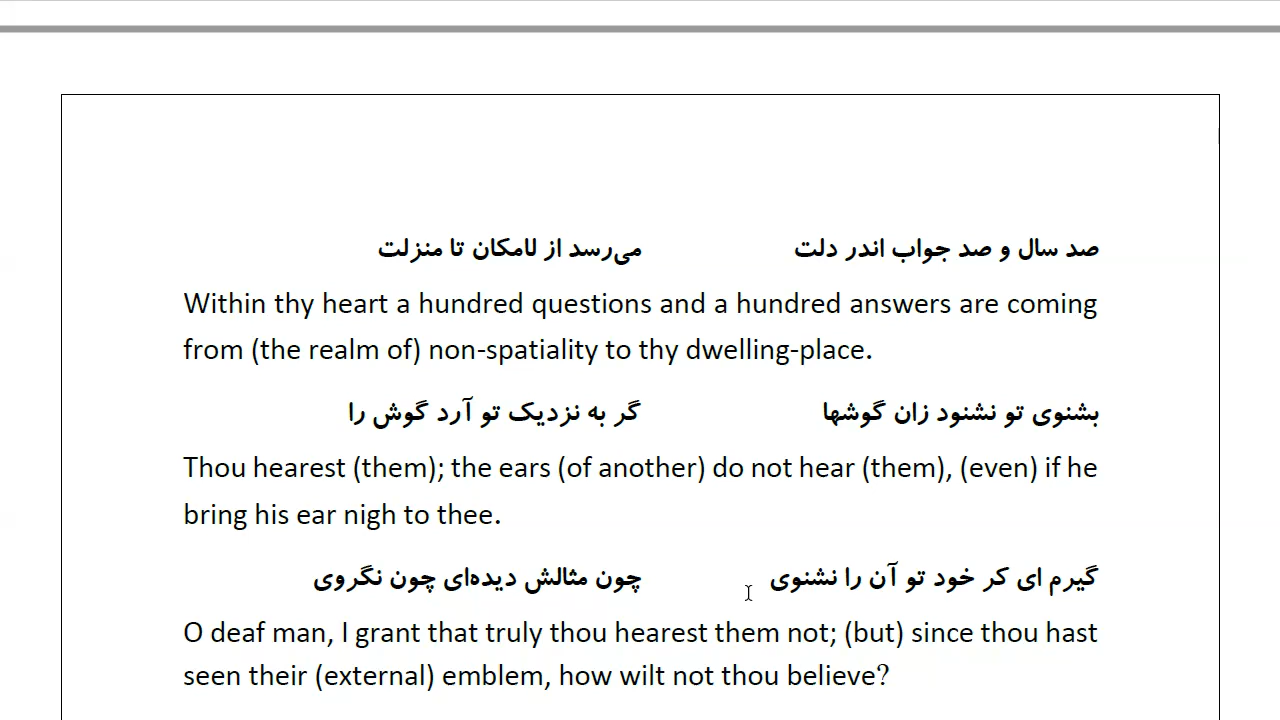 صد سال و صد جواب اندر دلت می‌رسد از لامکان تا منزلت
Within thy heart a hundred questions and a hundred answers are coming
from (the realm of) non-spatiality to thy dwelling-place.
بشنوی تو نشنود زان گوشها گر به نزدیک تو آرد گوش را
Thou hearest (them); the ears (of another) do not hear (them), (even) if he
bring his ear nigh to thee.
گیرم ای کر خود تو آن را نشنوی چون مثالش دیده‌ای چون نگروی
O deaf man, I grant that truly thou hearest them not; (but) since thou hast
seen their (external) emblem, how wilt not thou believe?